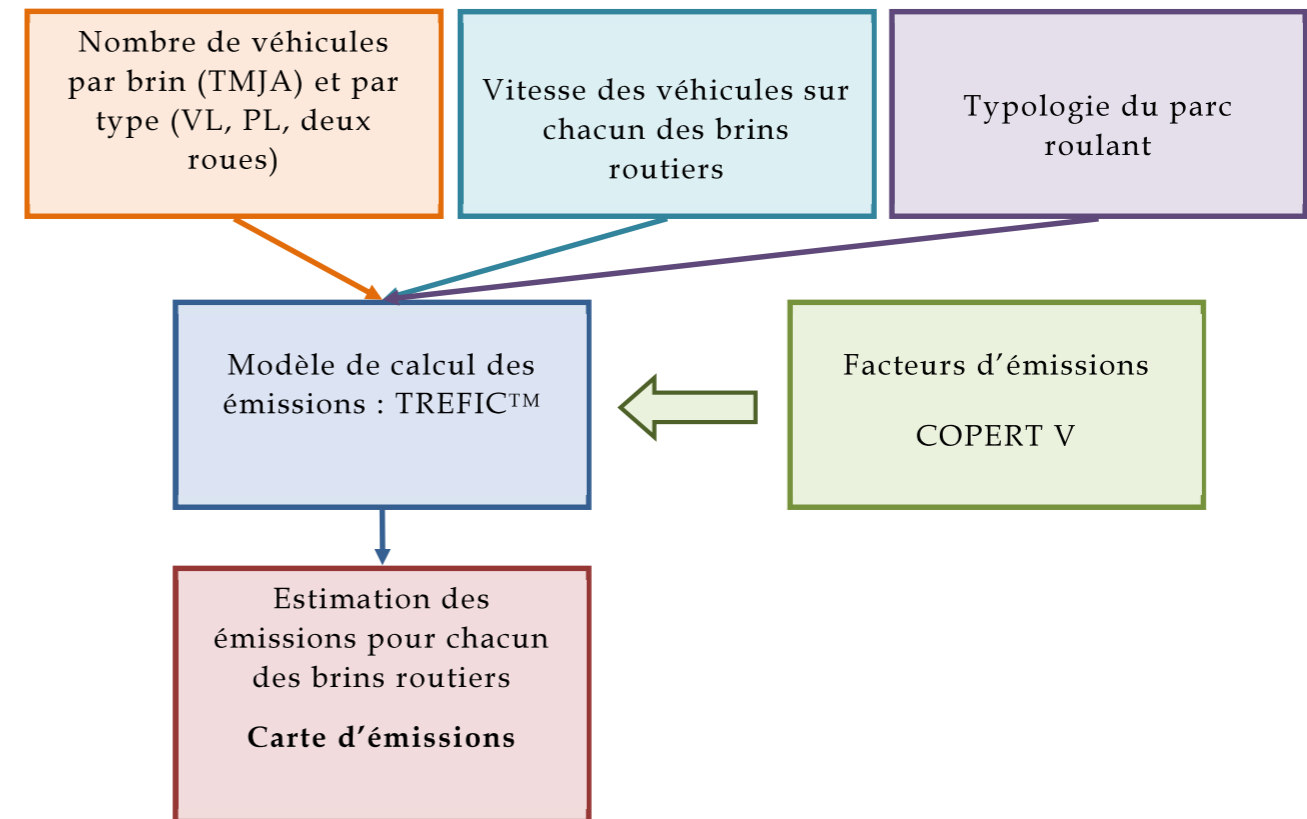 Nombre de véhicules
par brin (TMJA) et par
type (VL, PL, deux
roues)
Vitesse des véhicules sur
chacun des brins
routiers
Typologie du parc
roulant
Modèle de calcul des
émissions : TREFIC™
Facteurs d’émissions
COPERT V
Estimation des
émissions pour chacun
des brins routiers
Carte d’émissions